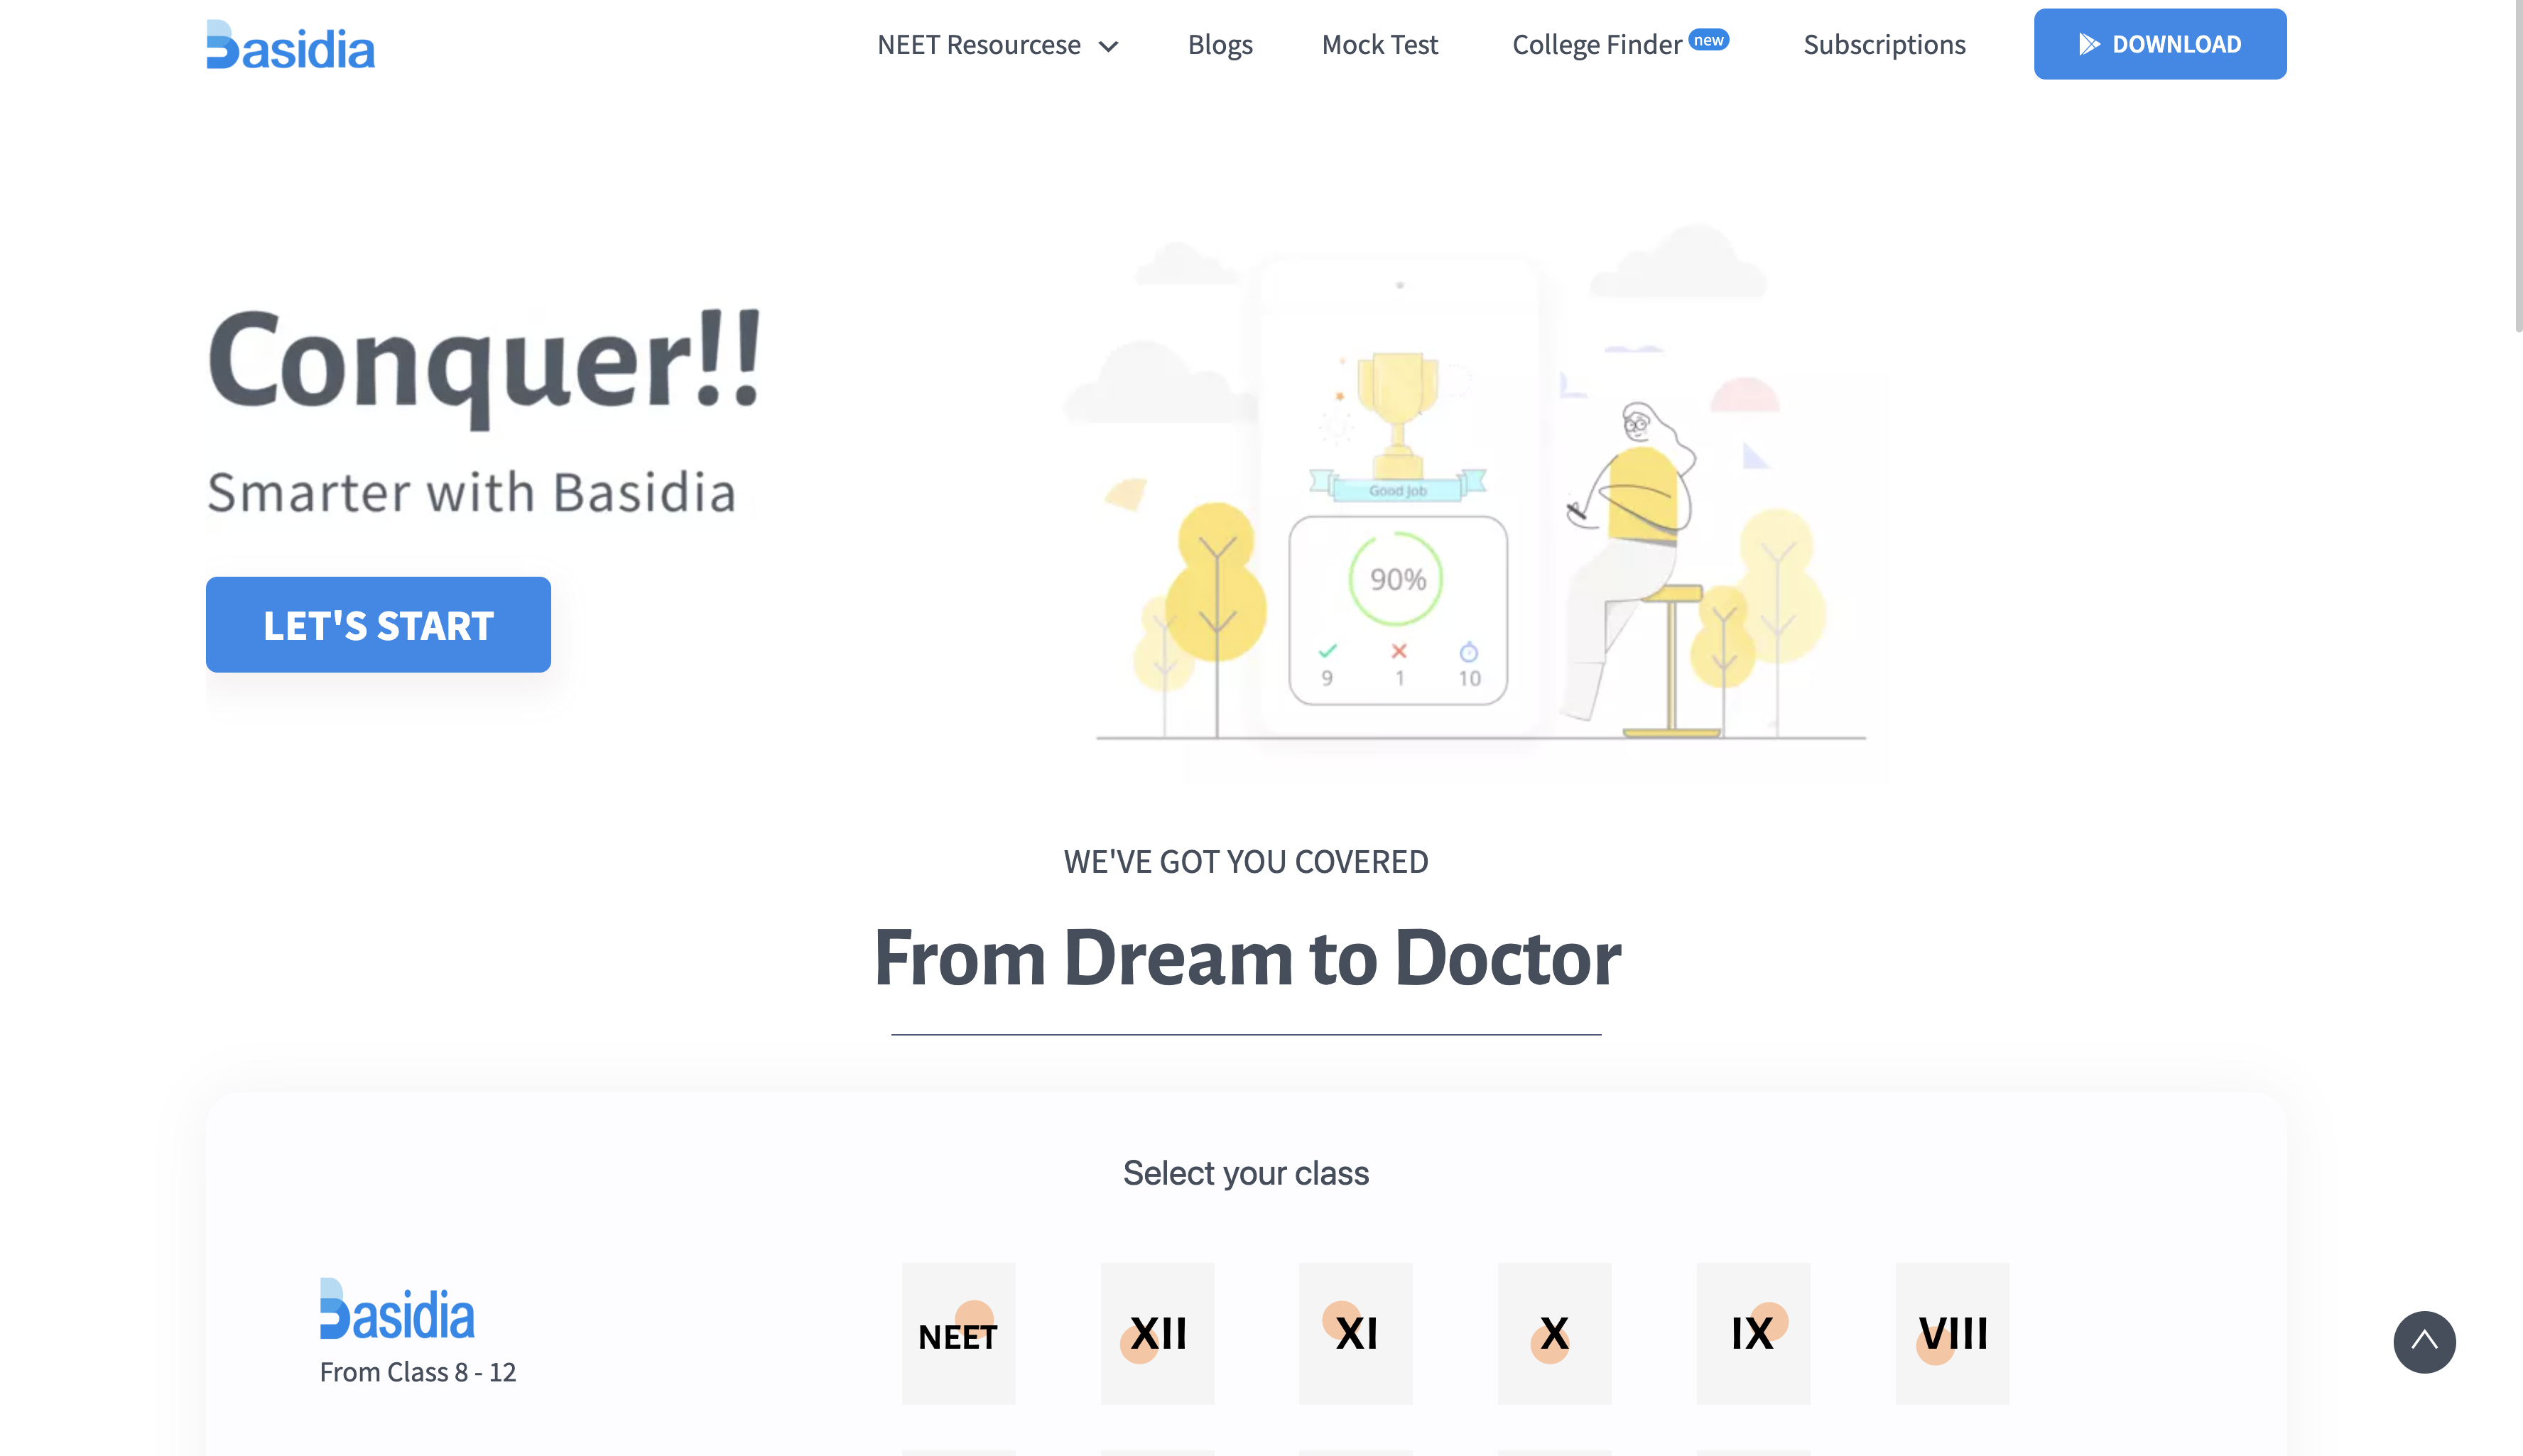 Basidia
NEET Resourcese
Blogs
Mock Test
College Finder new
Subscriptions
DOWNLOAD
Conquer!!
Smarter with Basidia
LET'S START
Good Job
90%
9 1 10
WE'VE GOT YOU COVERED
From Dream to Doctor
Select your class
Basidia
From Class 8 - 12
NEET
XII
XI
X
IX
VIII